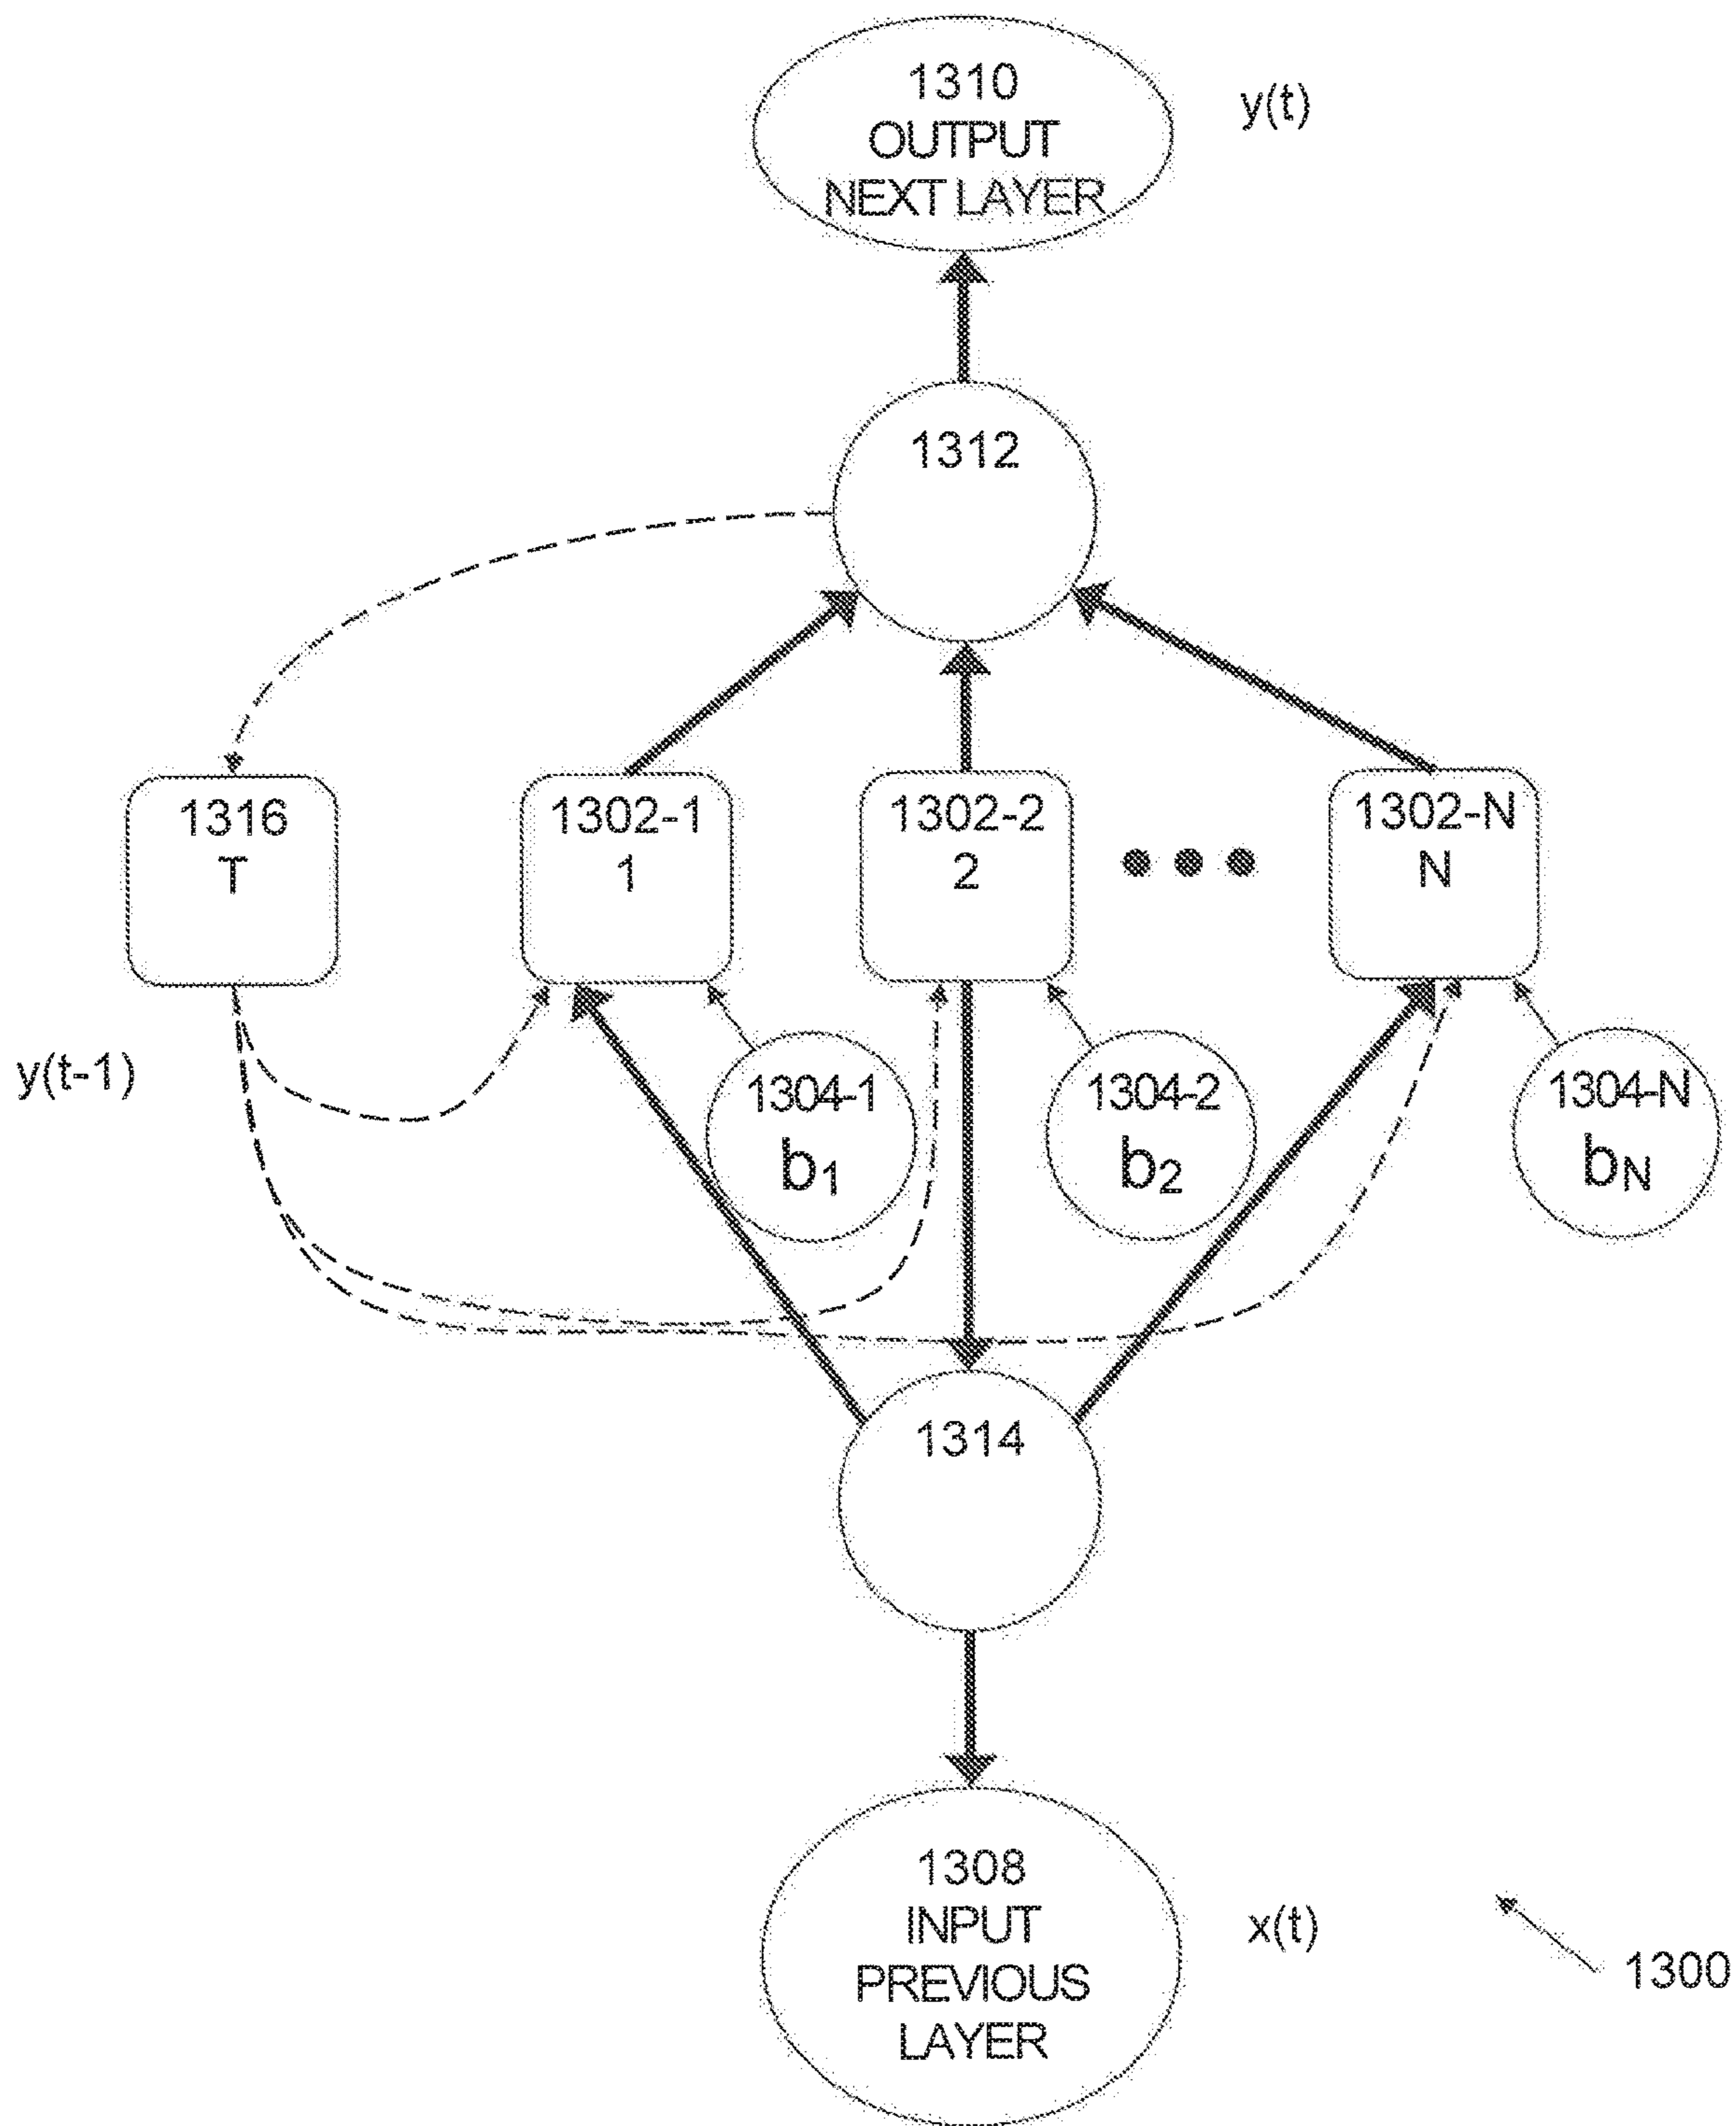 1310
OUTPUT
NEXT LAYER
y(t)
1312
1316
T
1302-1
1
1302-2
2
1302-N
N
y(t-1)
1304-1
b1
1304-2
b2
1304-N
bN
1314
1308
INPUT
PREVIOUS
LAYER
x(t)
1300